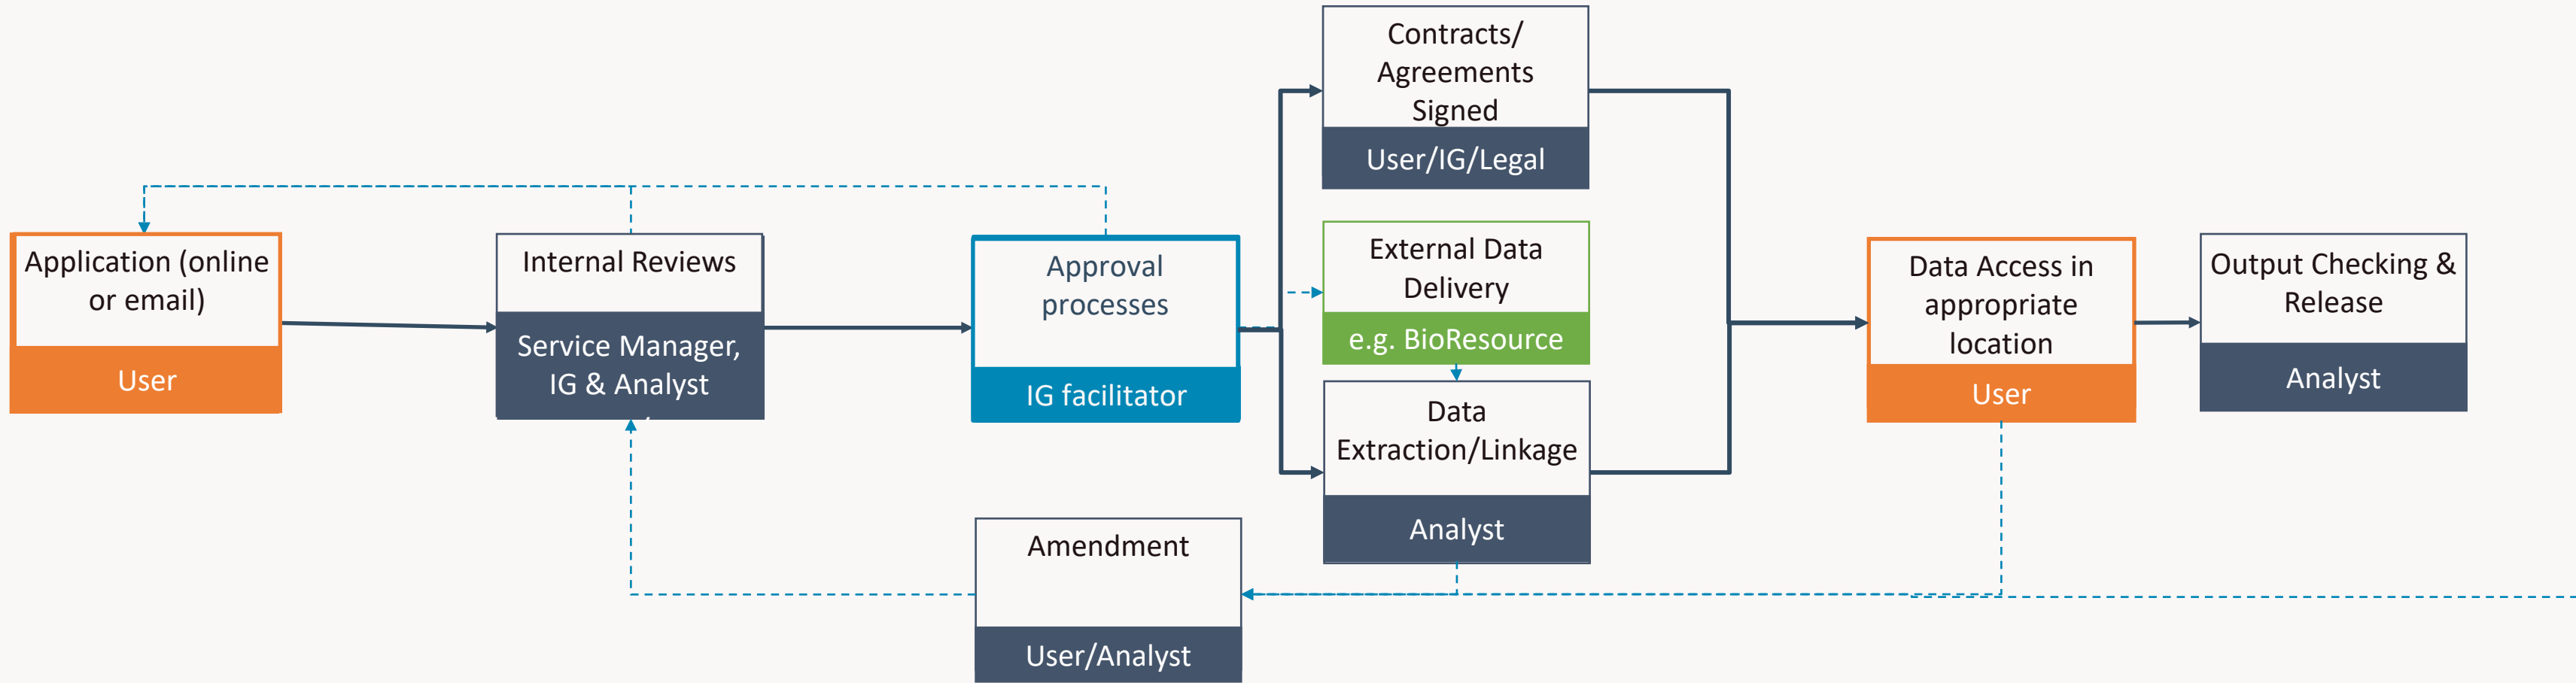 Application (online
or email)
User
Internal Reviews
Service Manager,
IG & Analyst
Approval
processes
IG facilitator
Contracts/
Agreements
Signed
User/IG/Legal
External Data
Delivery
e.g. BioResource
Data
Extraction/Linkage
Analyst
Amendment
User/Analyst
Data Access in
appropriate
location
User
Output Checking &
Release
Analyst